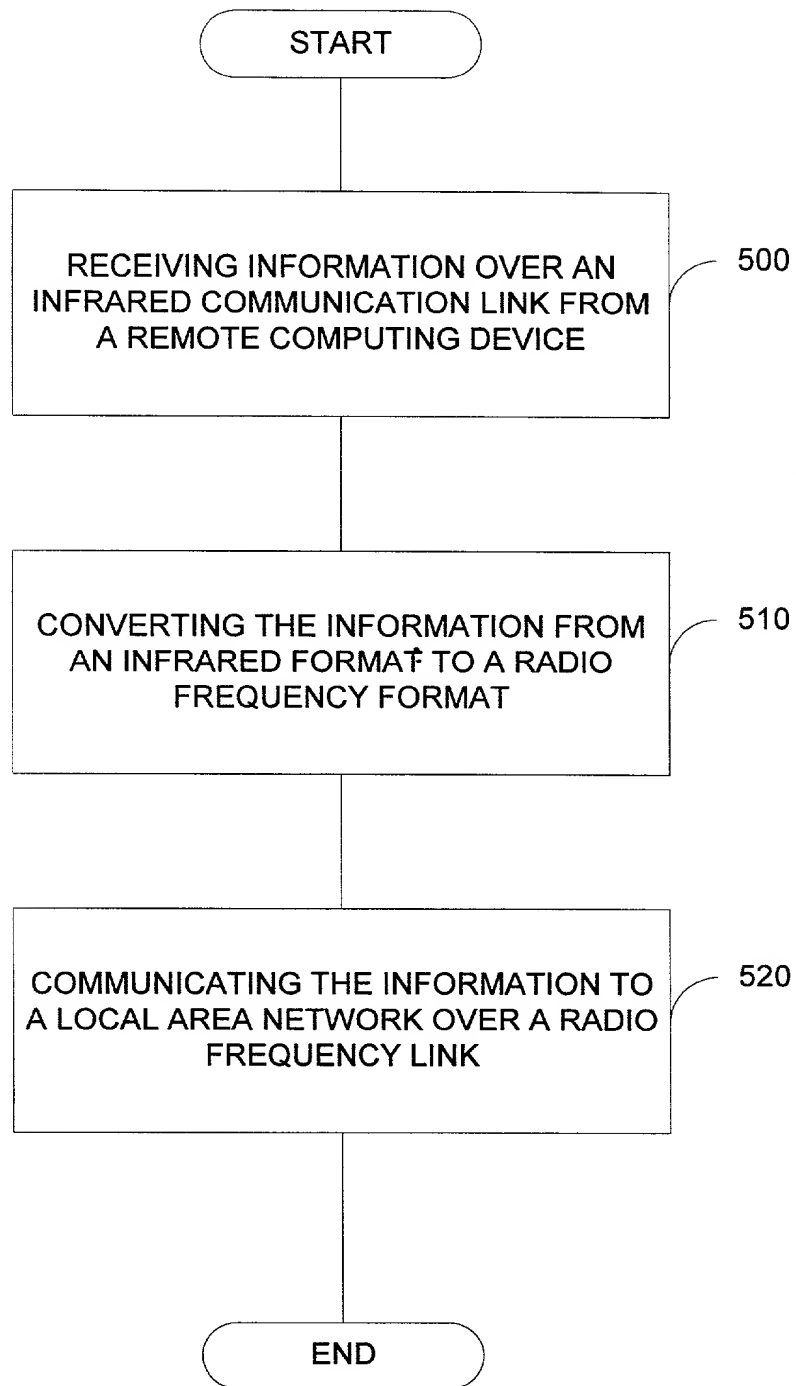 START
RECEIVING INFORMATION OVER AN
INFRARED COMMUNICATION LINK FROM
A REMOTE COMPUTING DEVICE
500
CONVERTING THE INFORMATION FROM
AN INFRARED FORMAT TO A RADIO
FREQUENCY FORMAT
510
COMMUNICATING THE INFORMATION TO
A LOCAL AREA NETWORK OVER A RADIO
FREQUENCY LINK
520
END